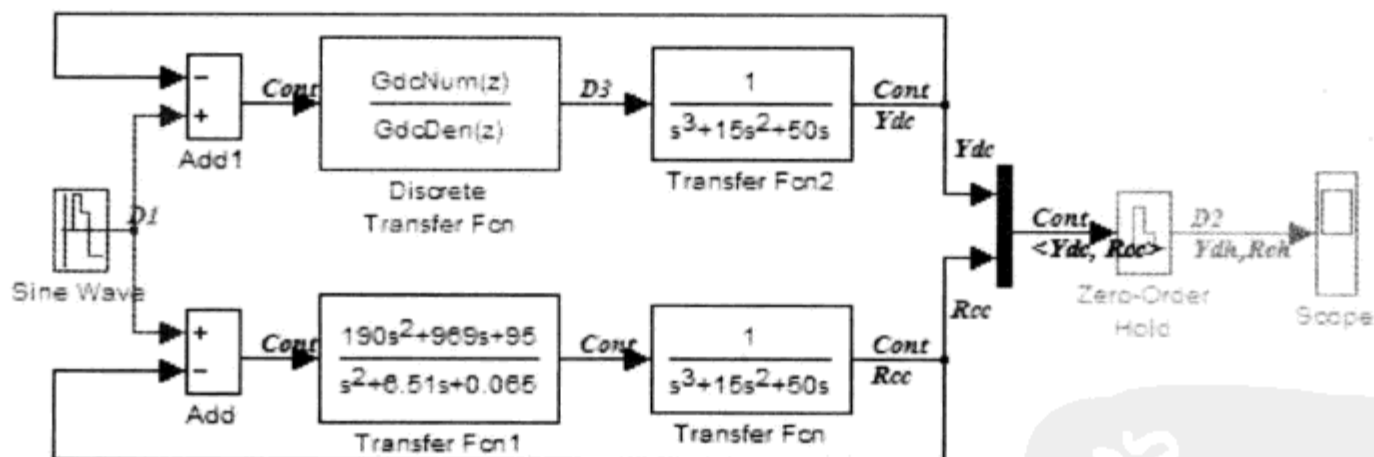 −
+
Add1
Cont
GdcNum(z)
GdcDen(z)
Discrete
Transfer Fcn
D3
1
s³+15s²+50s
Transfer Fcn2
Cont
Ydc
Ydc
D1
Sine Wave
Cont
<Ydc, Rcc>
Zero-Order
Hold
D2
Ydh,Rch
Scope
+
−
Add
Cont
190s²+969s+95
s²+6.51s+0.065
Transfer Fcn1
Cont
1
s³+15s²+50s
Transfer Fcn
Cont
Rcc
Rcc